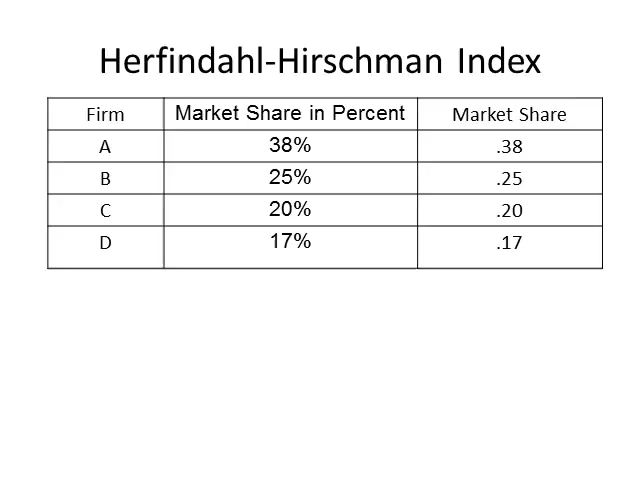 Herfindahl-Hirschman Index
Firm Market Share in Percent Market Share
A 38% .38
B 25% .25
C 20% .20
D 17% .17